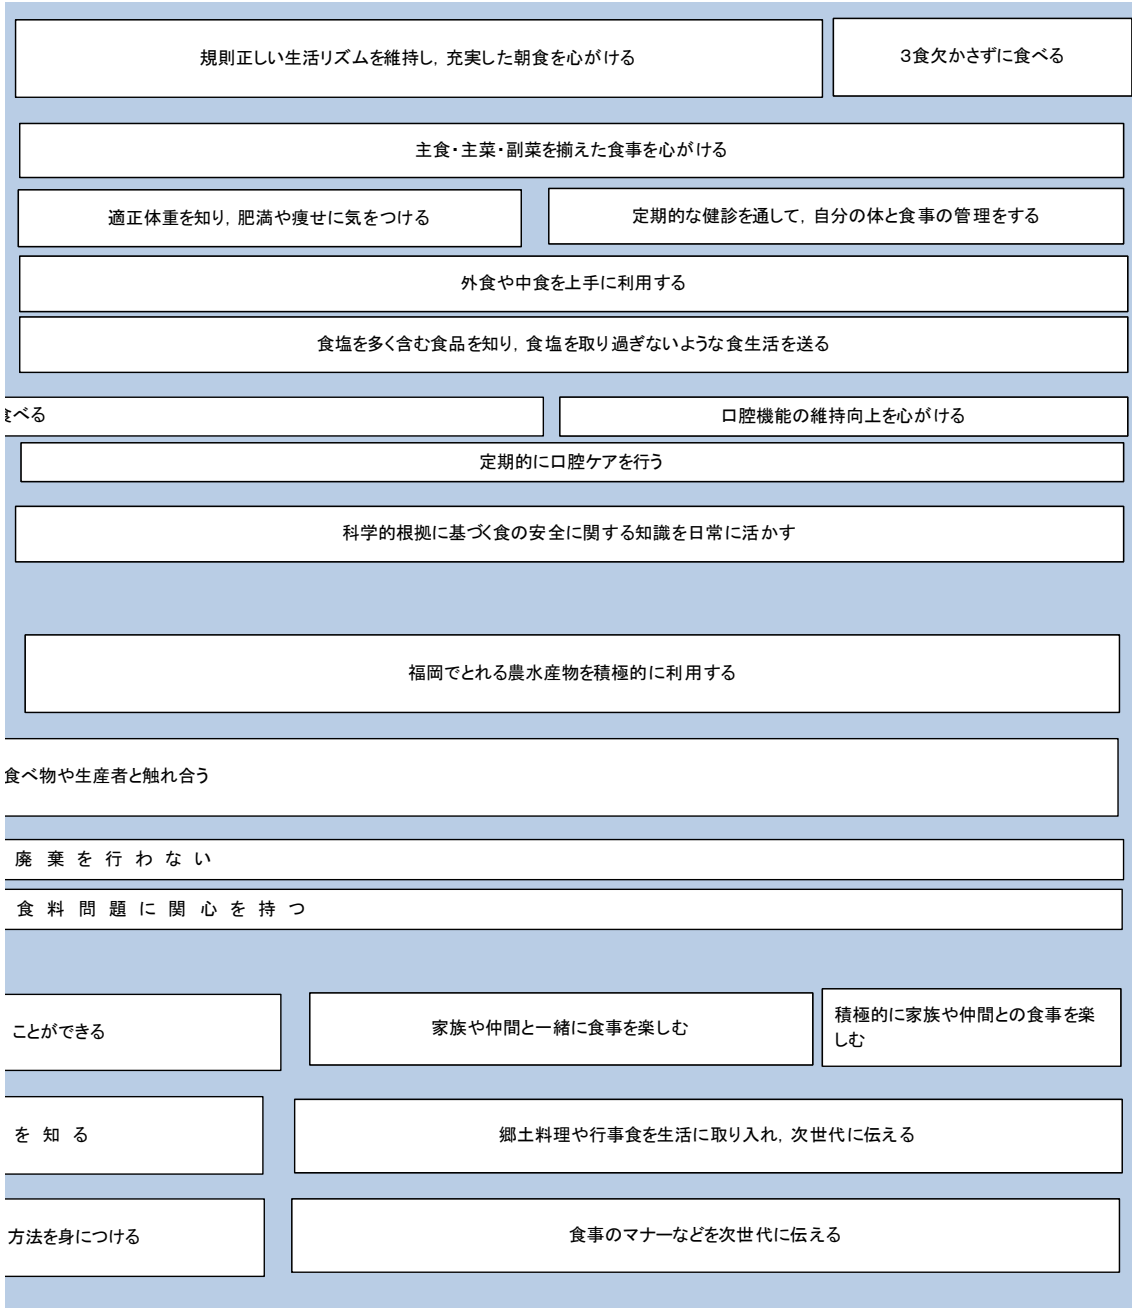 規則正しい生活リズムを維持し，充実した朝食を心がける
３食欠かさずに食べる
主食・主菜・副菜を揃えた食事を心がける
適正体重を知り，肥満や痩せに気をつける
定期的な健診を通して，自分の体と食事の管理をする
外食や中食を上手に利用する
食塩を多く含む食品を知り，食塩を取り過ぎないような食生活を送る
食べる
口腔機能の維持向上を心がける
定期的に口腔ケアを行う
科学的根拠に基づく食の安全に関する知識を日常に活かす
福岡でとれる農水産物を積極的に利用する
食べ物や生産者と触れ合う
廃 棄 を 行 わ な い
食 料 問 題 に 関 心 を 持 つ
ことができる
家族や仲間と一緒に食事を楽しむ
積極的に家族や仲間との食事を楽
しむ
を 知 る
郷土料理や行事食を生活に取り入れ，次世代に伝える
方法を身につける
食事のマナーなどを次世代に伝える